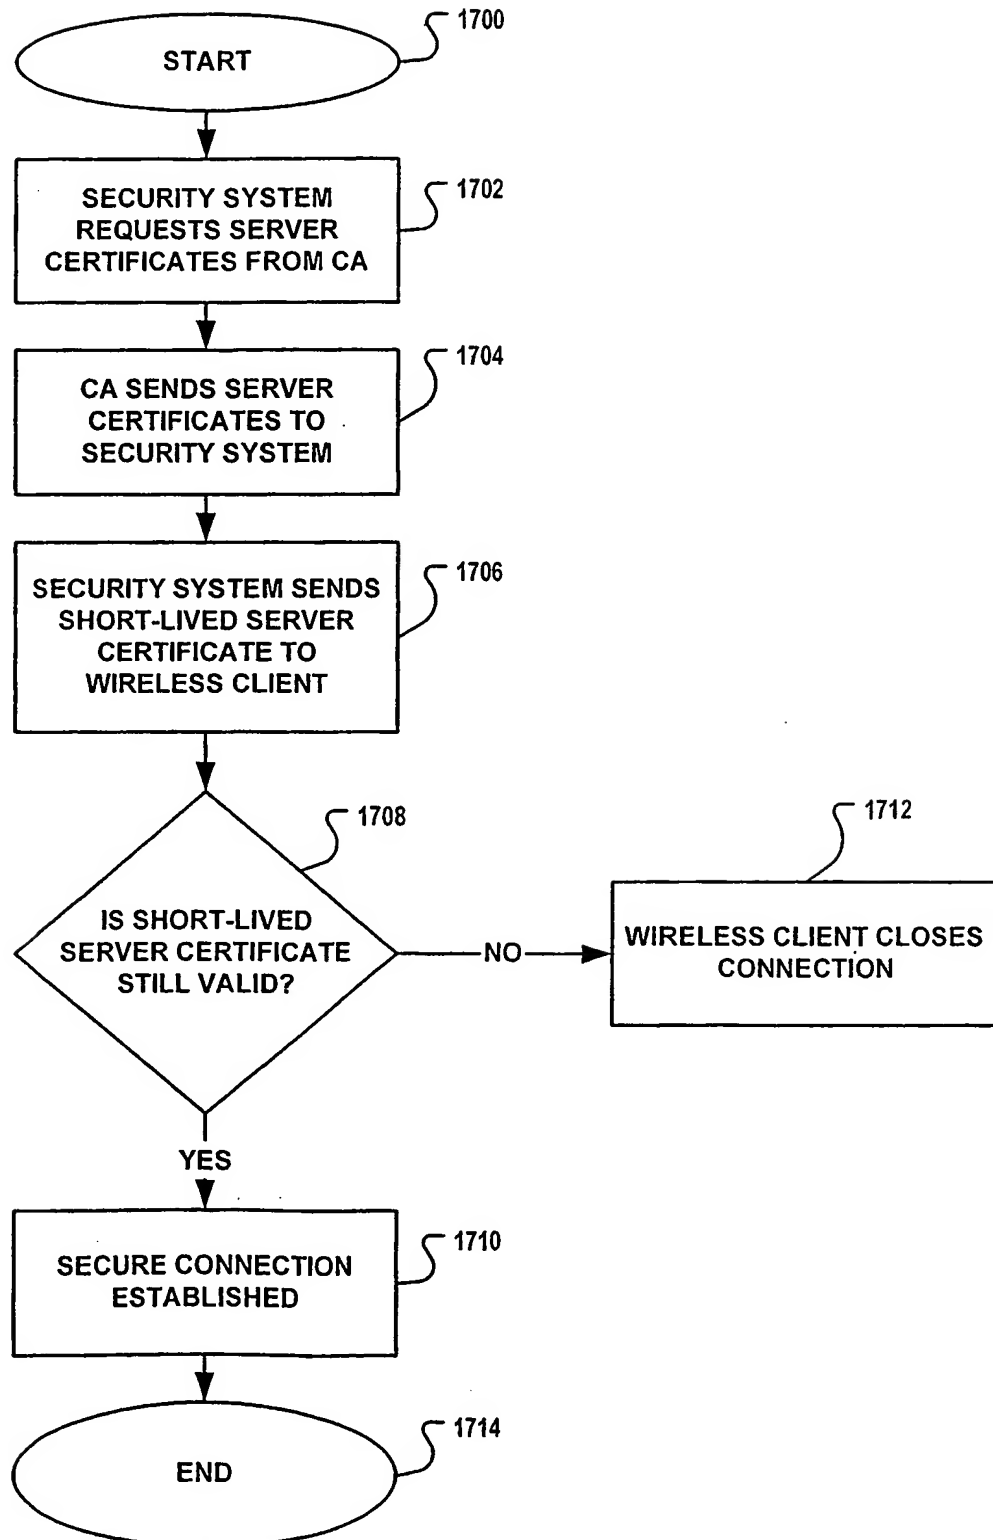 START
1700
SECURITY SYSTEM
REQUESTS SERVER
CERTIFICATES FROM CA
1702
CA SENDS SERVER
CERTIFICATES TO
SECURITY SYSTEM
1704
SECURITY SYSTEM SENDS
SHORT-LIVED SERVER
CERTIFICATE TO
WIRELESS CLIENT
1706
IS SHORT-LIVED
SERVER CERTIFICATE
STILL VALID?
1708
NO
WIRELESS CLIENT CLOSES
CONNECTION
1712
YES
SECURE CONNECTION
ESTABLISHED
1710
END
1714